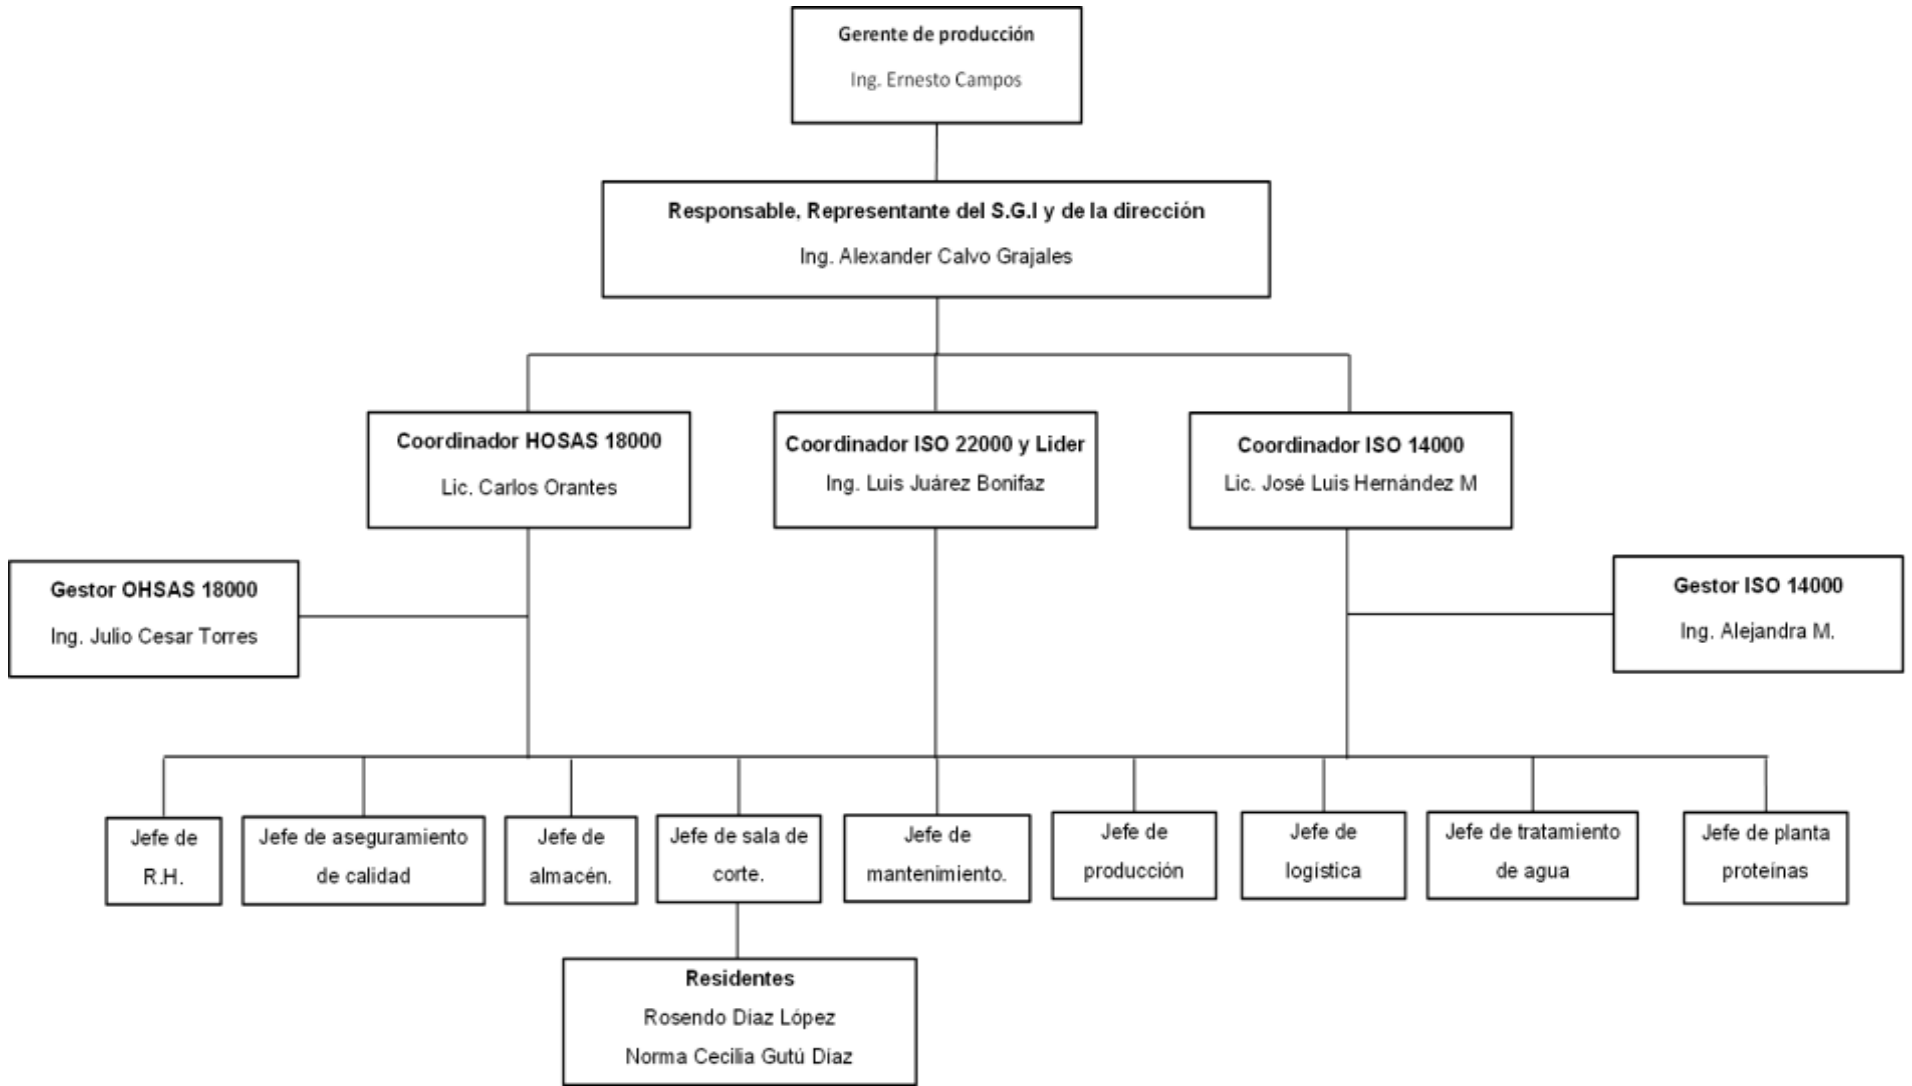 Gerente de producción
Ing. Ernesto Campos
Responsable, Representante del S.G.I y de la dirección
Ing. Alexander Calvo Grajales
Coordinador HOSAS 18000
Lic. Carlos Orantes
Coordinador ISO 22000 y Lider
Ing. Luis Juárez Bonifaz
Coordinador ISO 14000
Lic. José Luis Hernández M
Gestor OHSAS 18000
Ing. Julio Cesar Torres
Gestor ISO 14000
Ing. Alejandra M.
Jefe de
R.H.
Jefe de aseguramiento
de calidad
Jefe de
almacén.
Jefe de sala de
corte.
Jefe de
mantenimiento.
Jefe de
producción
Jefe de
logística
Jefe de tratamiento
de agua
Jefe de planta
proteínas
Residentes
Rosendo Díaz López
Norma Cecilia Gutú Díaz